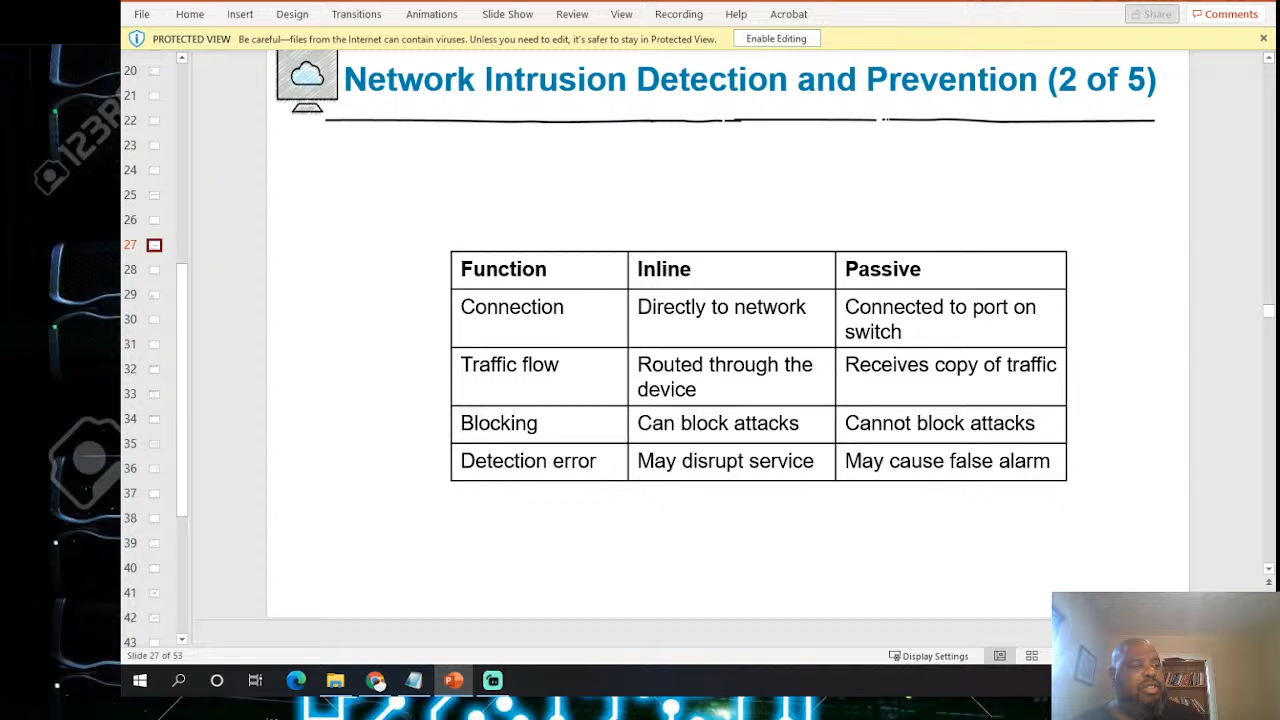 File Home Insert Design Transitions Animations Slide Show Review View Recording Help Acrobat Share Comments
PROTECTED VIEW Be careful—files from the Internet can contain viruses. Unless you need to edit, it's safer to stay in Protected View. Enable Editing
Network Intrusion Detection and Prevention (2 of 5)
20
21
22
23
24
25
26
27
28
29
30
31
32
33
34
35
36
37
38
39
40
41
42
43
Function Inline Passive
Connection Directly to network Connected to port on
switch
Traffic flow Routed through the Receives copy of traffic
device
Blocking Can block attacks Cannot block attacks
Detection error May disrupt service May cause false alarm
Slide 27 of 53 Display Settings